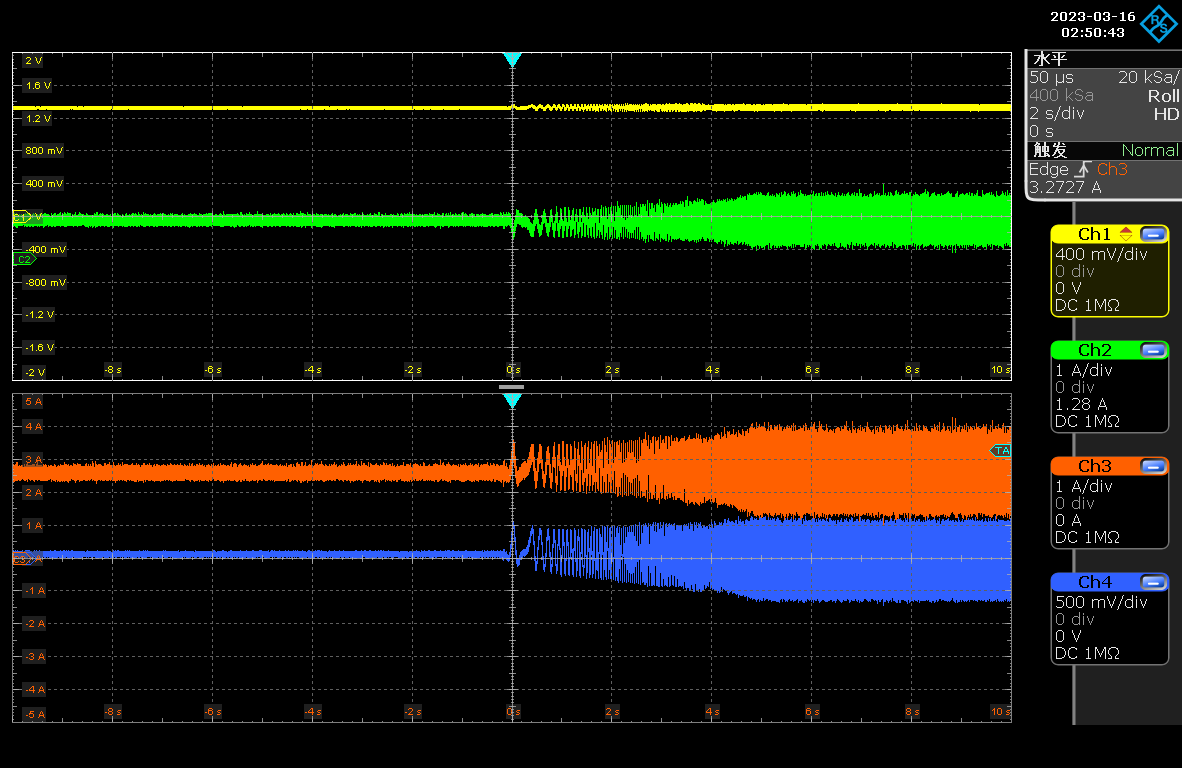 2023-03-16
02:50:43
R S
水平
50 µs 20 kSa/
400 kSa Roll
2 s/div HD
0 s
触发 Normal
Edge Ch3
3.2727 A
Ch1
400 mV/div
0 div
0 V
DC 1MΩ
Ch2
1 A/div
0 div
1.28 A
DC 1MΩ
Ch3
1 A/div
0 div
0 A
DC 1MΩ
Ch4
500 mV/div
0 div
0 V
DC 1MΩ
2 V
1.6 V
1.2 V
800 mV
400 mV
C1 V
-400 mV
C2
-800 mV
-1.2 V
-1.6 V
-2 V
-8 s -6 s -4 s -2 s 0 s 2 s 4 s 6 s 8 s 10 s
5 A
4 A
3 A
TA
2 A
1 A
C3 A
-1 A
-2 A
-3 A
-4 A
-5 A
-8 s -6 s -4 s -2 s 0 s 2 s 4 s 6 s 8 s 10 s